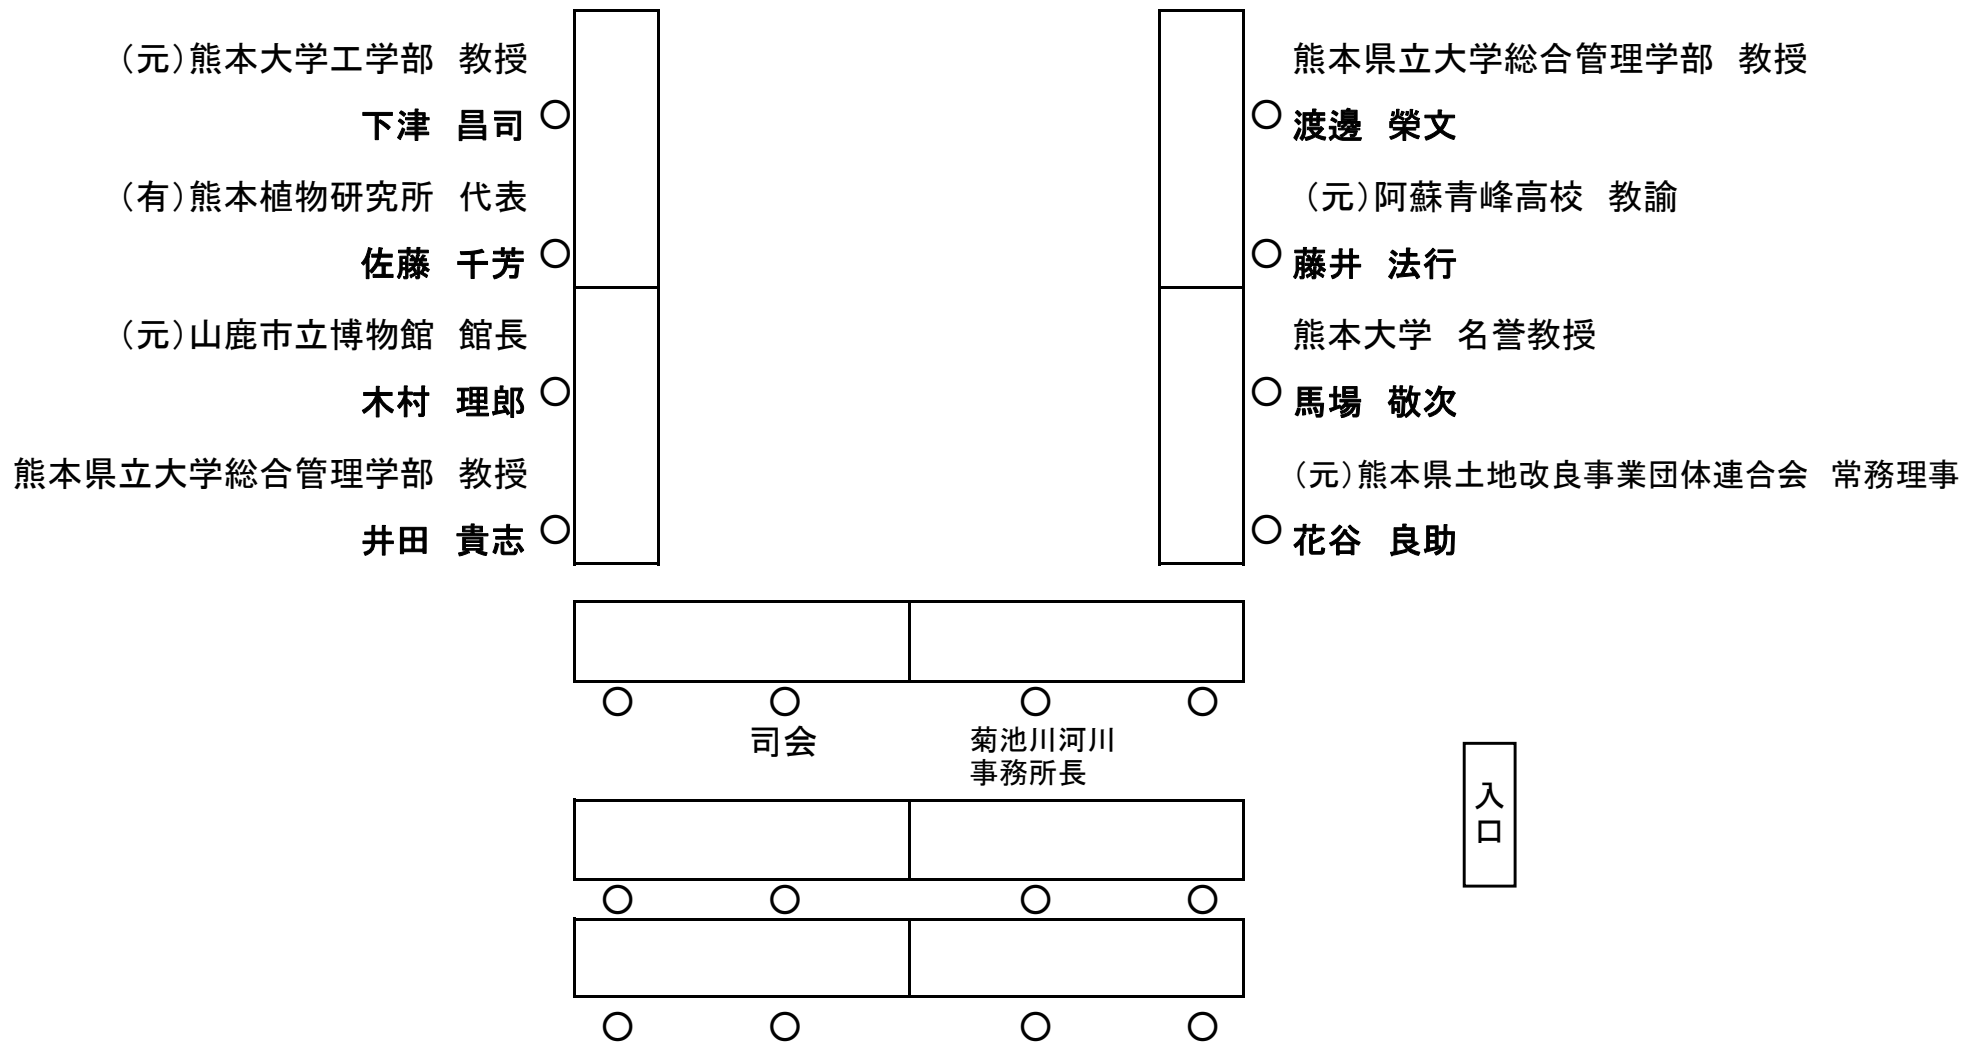 (元)熊本大学工学部 教授
下津 昌司
(有)熊本植物研究所 代表
佐藤 千芳
(元)山鹿市立博物館 館長
木村 理郎
熊本県立大学総合管理学部 教授
井田 貴志
熊本県立大学総合管理学部 教授
渡邊 榮文
(元)阿蘇青峰高校 教諭
藤井 法行
熊本大学 名誉教授
馬場 敬次
(元)熊本県土地改良事業団体連合会 常務理事
花谷 良助
司会
菊池川河川
事務所長
入口